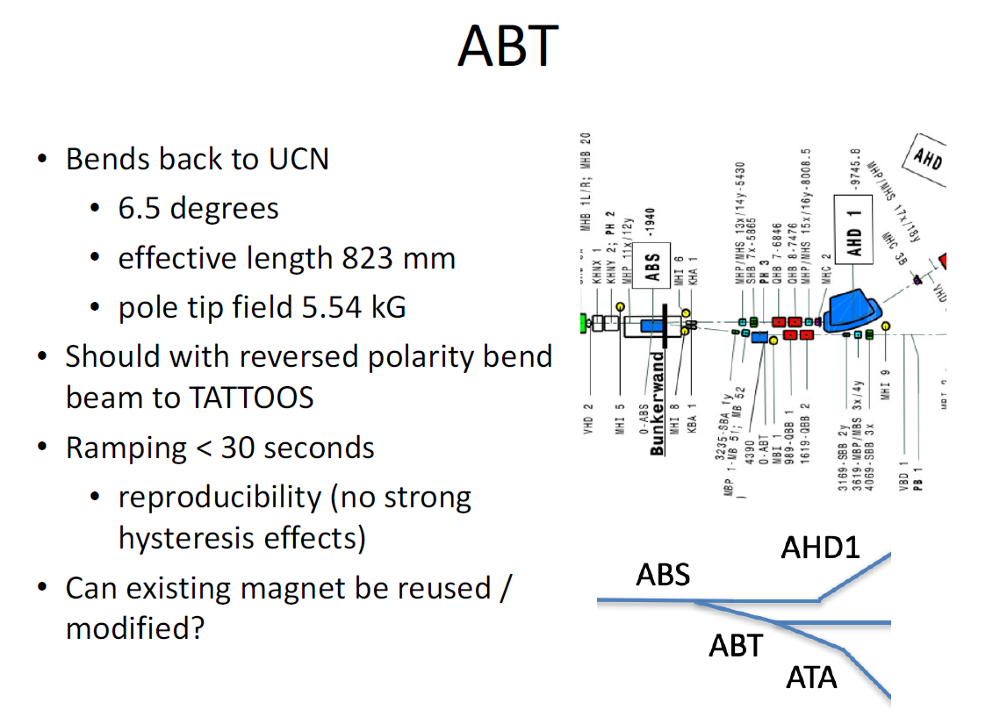 ABT
• Bends back to UCN
• 6.5 degrees
• effective length 823 mm
• pole tip field 5.54 kG
• Should with reversed polarity bend
beam to TATTOOS
• Ramping < 30 seconds
• reproducibility (no strong
hysteresis effects)
• Can existing magnet be reused /
modified?
MHB 1L/R; MHB 20
KHNX 1
KHNY 2; PH 2
MHP 11x/12y
ABS
-1940
MHI 6
KHA 1
MHP/MHS 13x/14y-5430
SHB 7x-5865
PH 3
QHB 7-6846
QHB 8-7476
MHP/MHS 15x/16y-8008.5
MHC 2
AHD 1
-9745.8
MHP/MHS 17x/18y
MHC 3B
AHD
VHD
VHD 2
MHI 5
0-ABS
Bunkerwand
MHI 8
KBA 1
3235-SBA 1y
MBP 1-MB 51; MB 52
4390
0-ABT
MBI 1
989-QBB 1
1619-QBB 2
3169-SBB 2y
3619-MBP/MBS 3x/4y
4069-SBB 3x
MHI 9
VBD 1
PB 1
ABS
AHD1
ABT
ATA